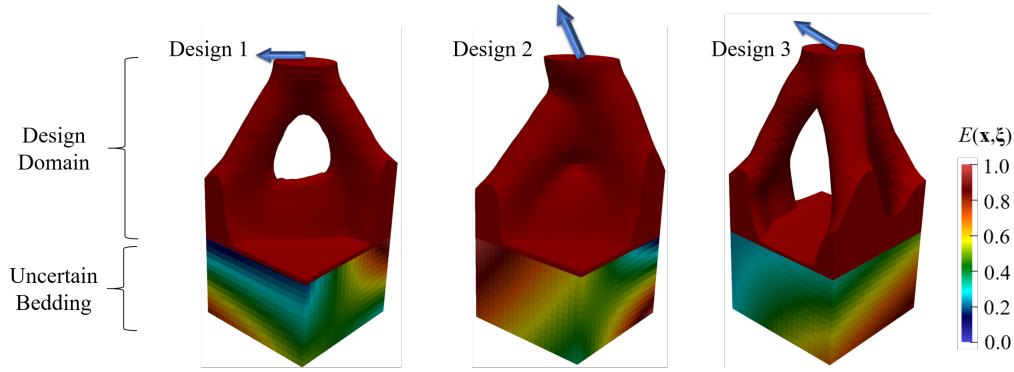 Design 1
Design 2
Design 3
Design
Domain
Uncertain
Bedding
E(x,ξ)
1.0
0.8
0.6
0.4
0.2
0.0